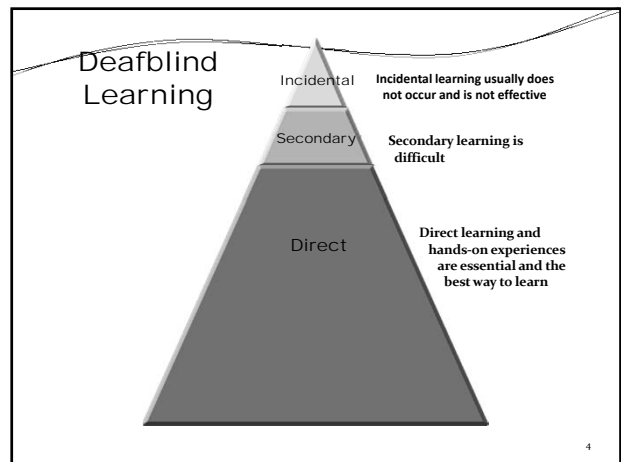 Deafblind
Learning
Incidental
Incidental learning usually does
not occur and is not effective
Secondary
Secondary learning is
difficult
Direct
Direct learning and
hands-on experiences
are essential and the
best way to learn
4